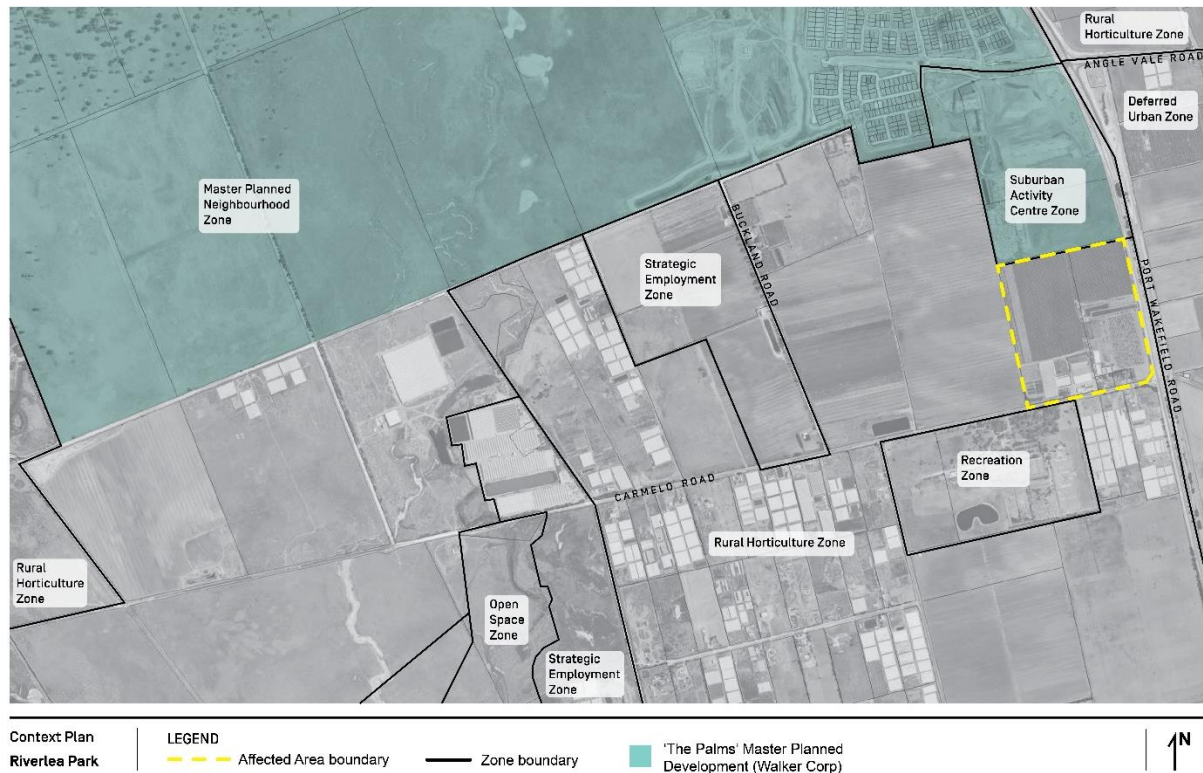 Rural
Horticulture Zone
ANGLE VALE ROAD
Deferred
Urban Zone
Master Planned
Neighbourhood
Zone
Suburban
Activity
Centre Zone
BUCKLAND ROAD
Strategic
Employment
Zone
PORT WAKEFIELD ROAD
Recreation
Zone
CARMELO ROAD
Rural Horticulture Zone
Rural
Horticulture
Zone
Open
Space
Zone
Strategic
Employment
Zone
Context Plan
Riverlea Park
LEGEND
Affected Area boundary
Zone boundary
'The Palms' Master Planned
Development (Walker Corp)
N